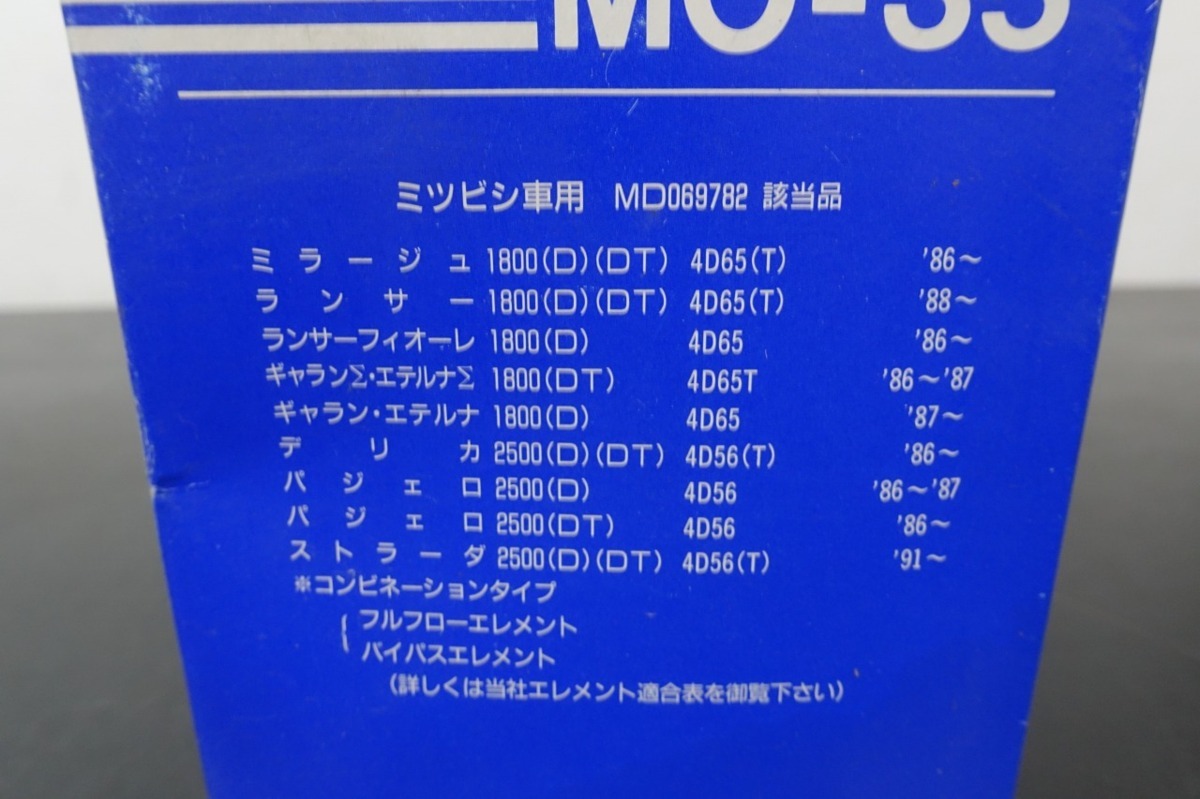 MO-35
ミツビシ車用 MD069782 該当品
ミラージュ 1800(D)(DT) 4D65(T) '86～
ランサー 1800(D)(DT) 4D65(T) '88～
ランサーフィオーレ 1800(D) 4D65 '86～
ギャランΣ・エテルナΣ 1800(DT) 4D65T '86～'87
ギャラン・エテルナ 1800(D) 4D65 '87～
デリカ 2500(D)(DT) 4D56(T) '86～
パジェロ 2500(D) 4D56 '86～'87
パジェロ 2500(DT) 4D56 '86～
ストラーダ 2500(D)(DT) 4D56(T) '91～
※コンビネーションタイプ
フルフローエレメント
バイパスエレメント
(詳しくは当社エレメント適合表を御覧下さい)